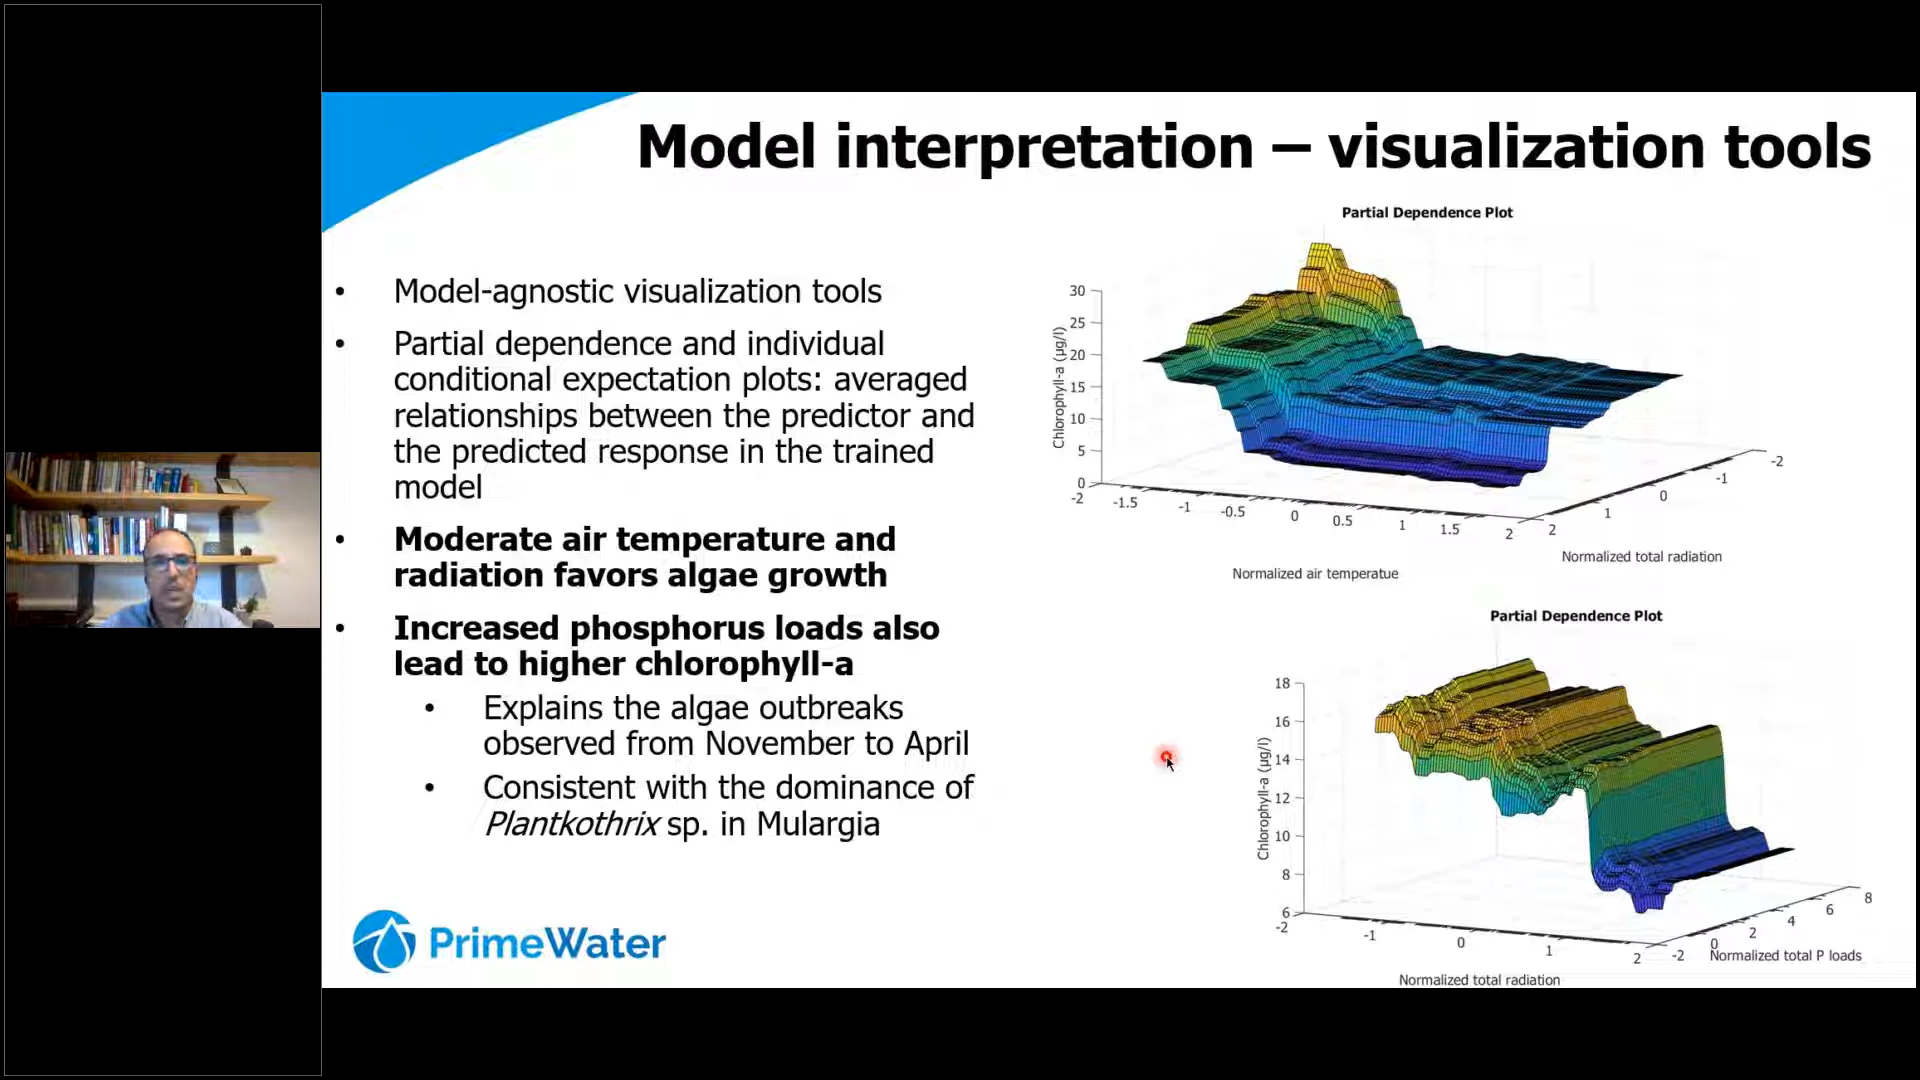 Model interpretation – visualization tools
• Model-agnostic visualization tools
• Partial dependence and individual
conditional expectation plots: averaged
relationships between the predictor and
the predicted response in the trained
model
• Moderate air temperature and
radiation favors algae growth
• Increased phosphorus loads also
lead to higher chlorophyll-a
• Explains the algae outbreaks
observed from November to April
• Consistent with the dominance of
Plantkothrix sp. in Mulargia
PrimeWater
Partial Dependence Plot
30
25
20
15
10
5
0
Chlorophyll-a (µg/l)
-2
-1.5
-1
-0.5
0
0.5
1
1.5
2
Normalized air temperatue
2
1
0
-1
-2
Normalized total radiation
Partial Dependence Plot
18
16
14
12
10
8
6
Chlorophyll-a (µg/l)
-2
-1
0
1
2
Normalized total radiation
-2
0
2
4
6
8
Normalized total P loads